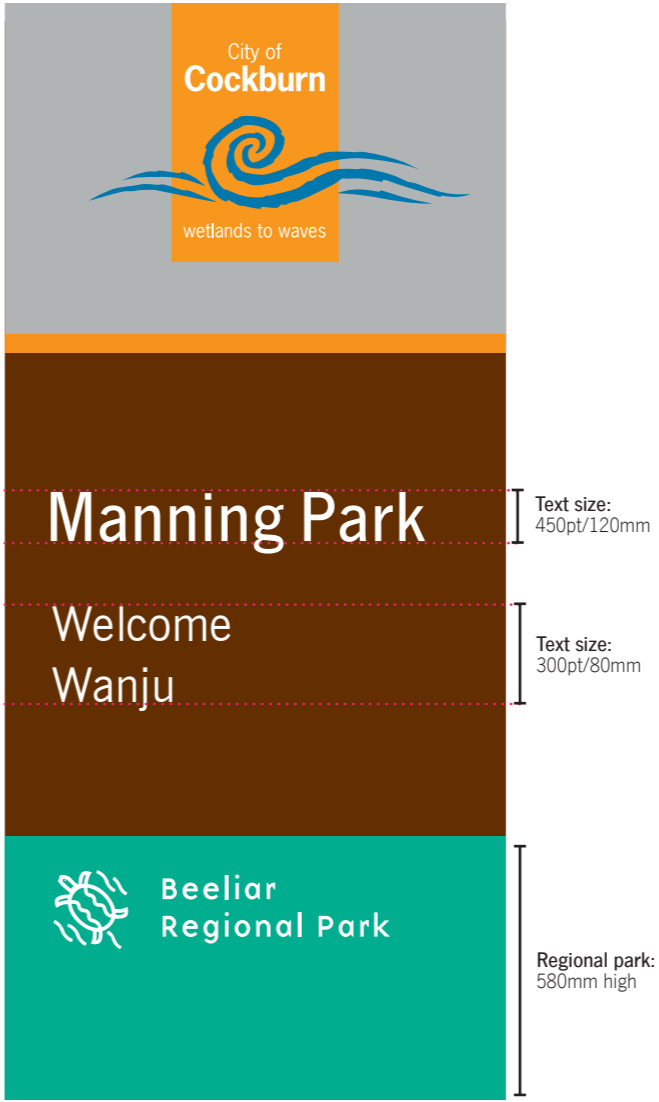 City of
Cockburn
wetlands to waves
Manning Park
Text size:
450pt/120mm
Welcome
Wanju
Text size:
300pt/80mm
Beeliar
Regional Park
Regional park:
580mm high